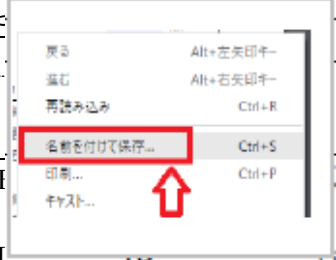 戻る Alt+左矢印キー
進む Alt+右矢印キー
再読み込み Ctrl+R
名前を付けて保存... Ctrl+S
印刷... Ctrl+P
キャスト...